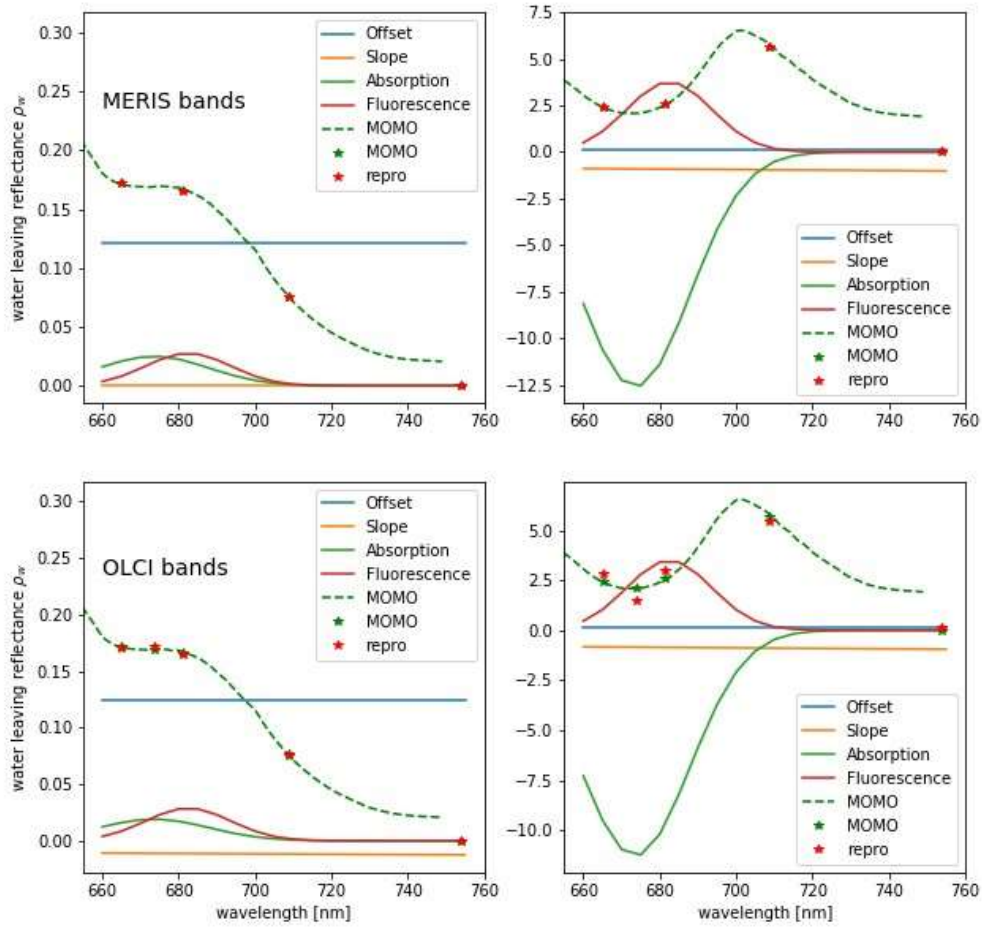 0.30
0.25
0.20
0.15
0.10
0.05
0.00
water leaving reflectance ρw
MERIS bands
Offset
Slope
Absorption
Fluorescence
MOMO
MOMO
repro
660 680 700 720 740 760
7.5
5.0
2.5
0.0
−2.5
−5.0
−7.5
−10.0
−12.5
Offset
Slope
Absorption
Fluorescence
MOMO
MOMO
repro
660 680 700 720 740 760
0.30
0.25
0.20
0.15
0.10
0.05
0.00
water leaving reflectance ρw
OLCI bands
Offset
Slope
Absorption
Fluorescence
MOMO
MOMO
repro
660 680 700 720 740 760
wavelength [nm]
5.0
2.5
0.0
−2.5
−5.0
−7.5
−10.0
Offset
Slope
Absorption
Fluorescence
MOMO
MOMO
repro
660 680 700 720 740 760
wavelength [nm]